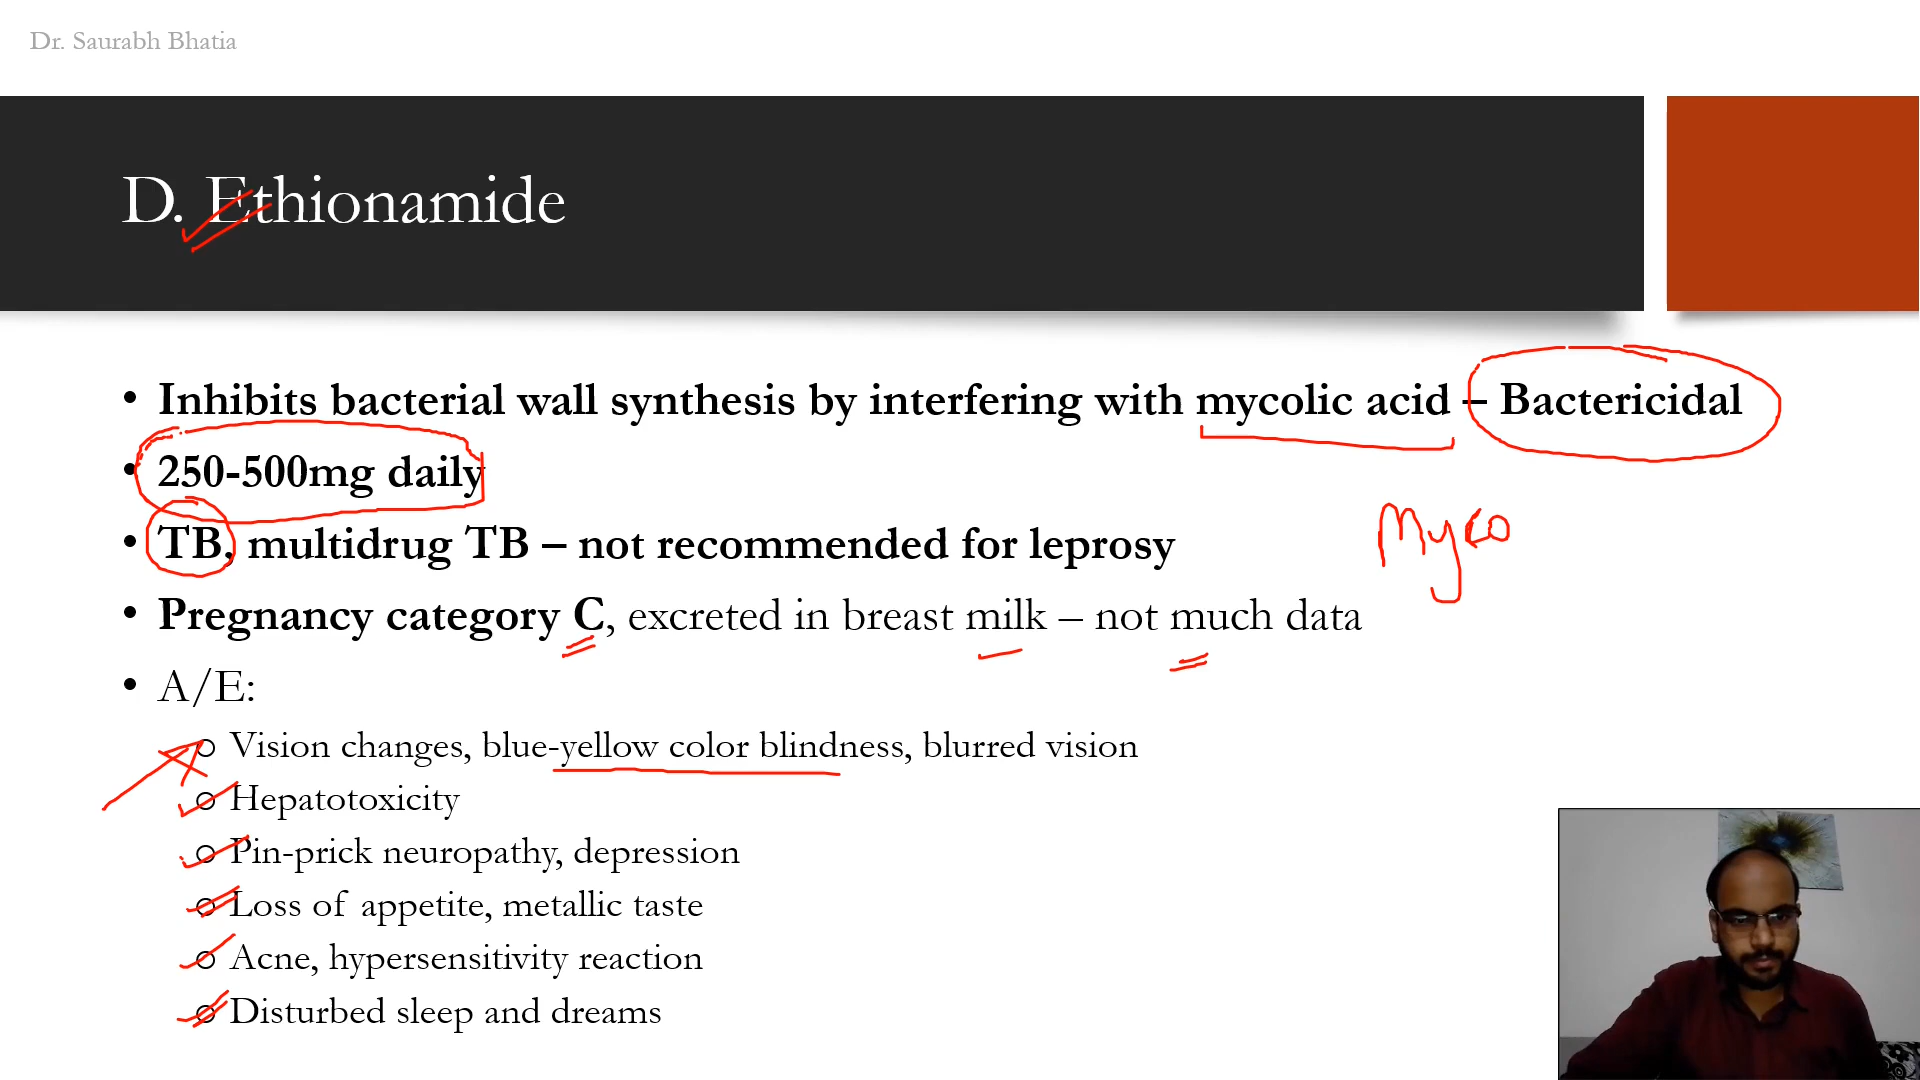 Dr. Saurabh Bhatia
D. Ethionamide
• Inhibits bacterial wall synthesis by interfering with mycolic acid – Bactericidal
• 250-500mg daily
• TB, multidrug TB – not recommended for leprosy
Myco
• Pregnancy category C, excreted in breast milk – not much data
• A/E:
o Vision changes, blue-yellow color blindness, blurred vision
o Hepatotoxicity
o Pin-prick neuropathy, depression
o Loss of appetite, metallic taste
o Acne, hypersensitivity reaction
o Disturbed sleep and dreams